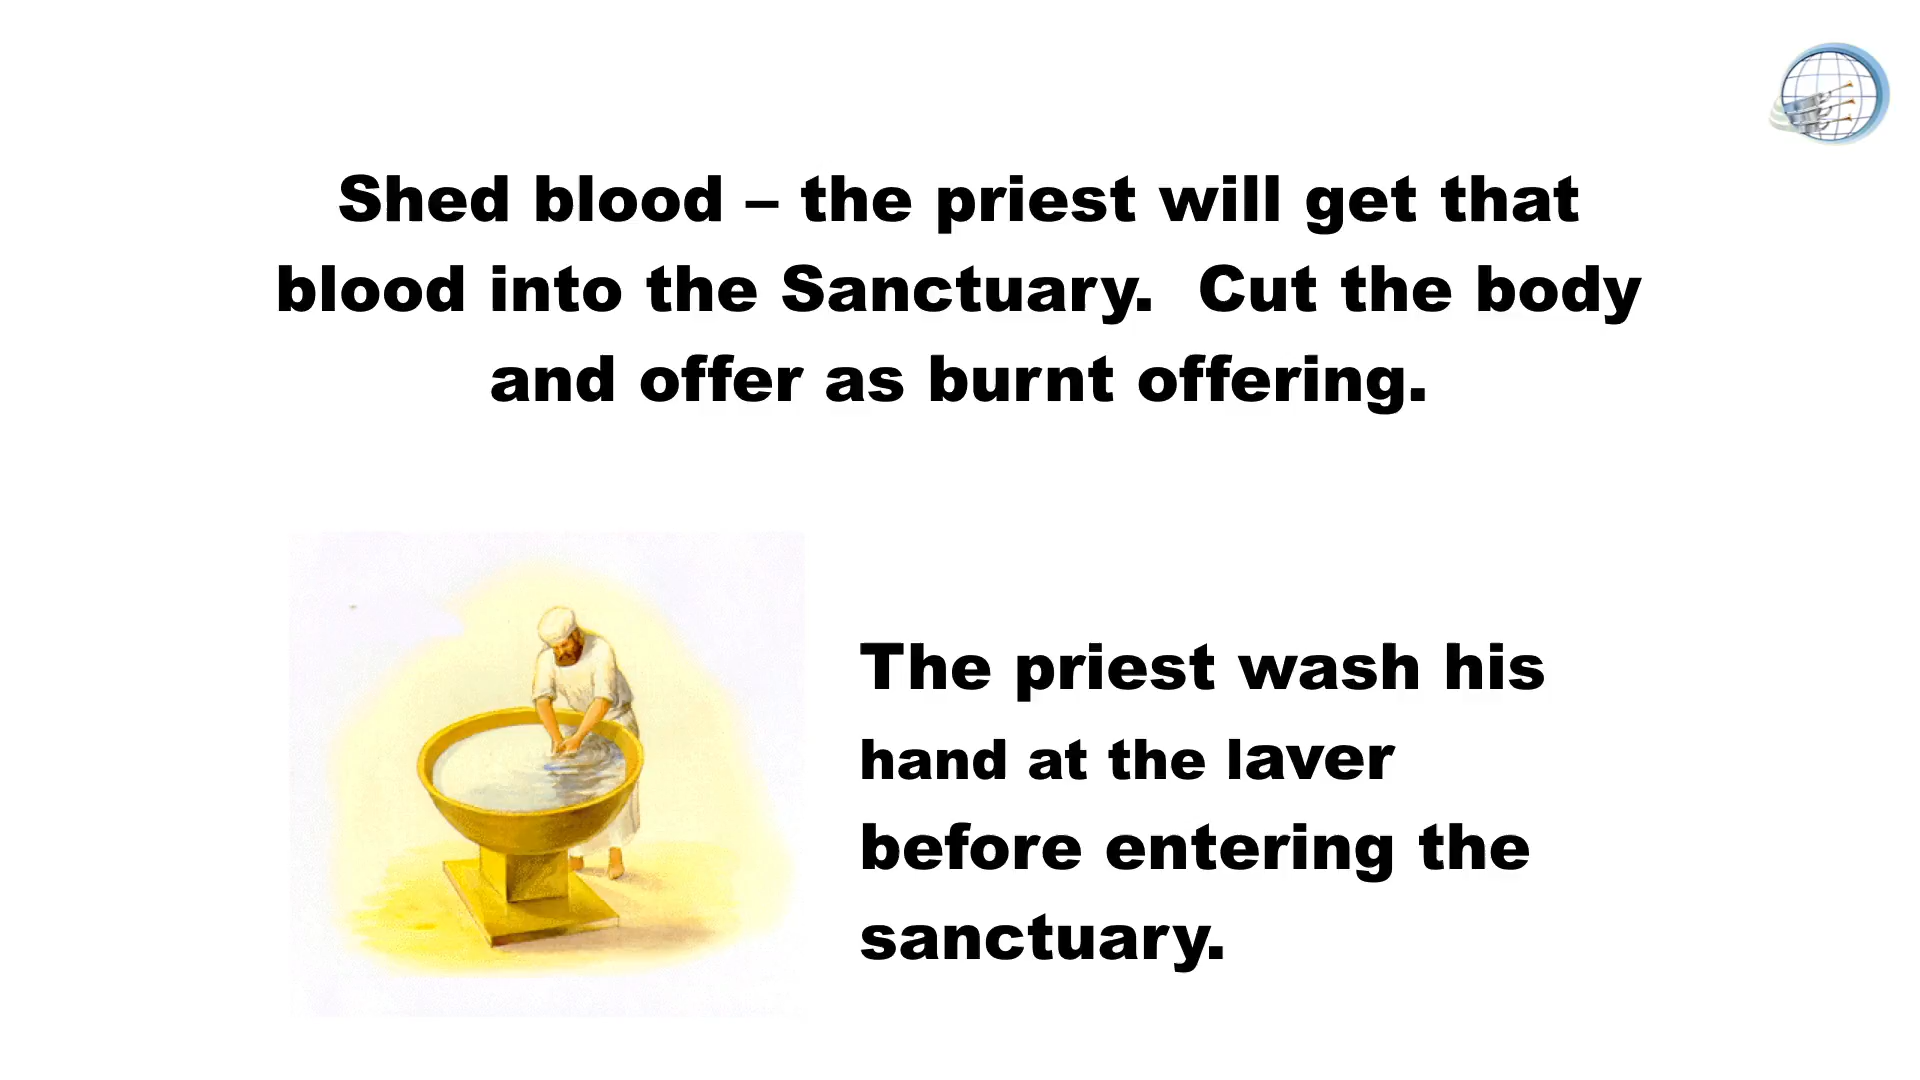 Shed blood – the priest will get that
blood into the Sanctuary.  Cut the body
and offer as burnt offering.
The priest wash his
hand at the laver
before entering the
sanctuary.